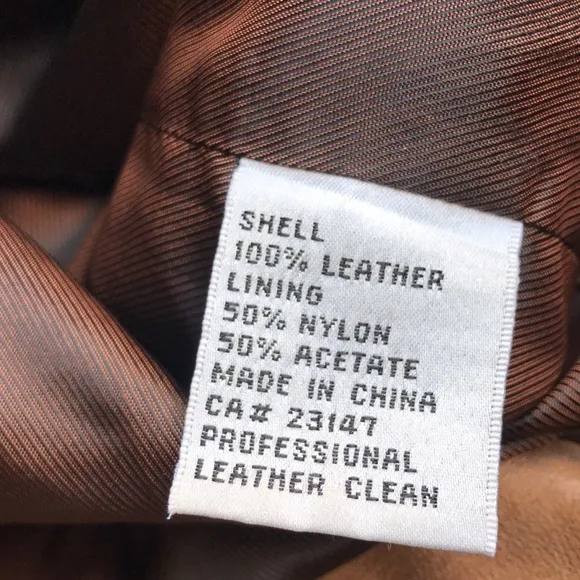 SHELL
100% LEATHER
LINING
50% NYLON
50% ACETATE
MADE IN CHINA
CA# 23147
PROFESSIONAL
LEATHER CLEAN